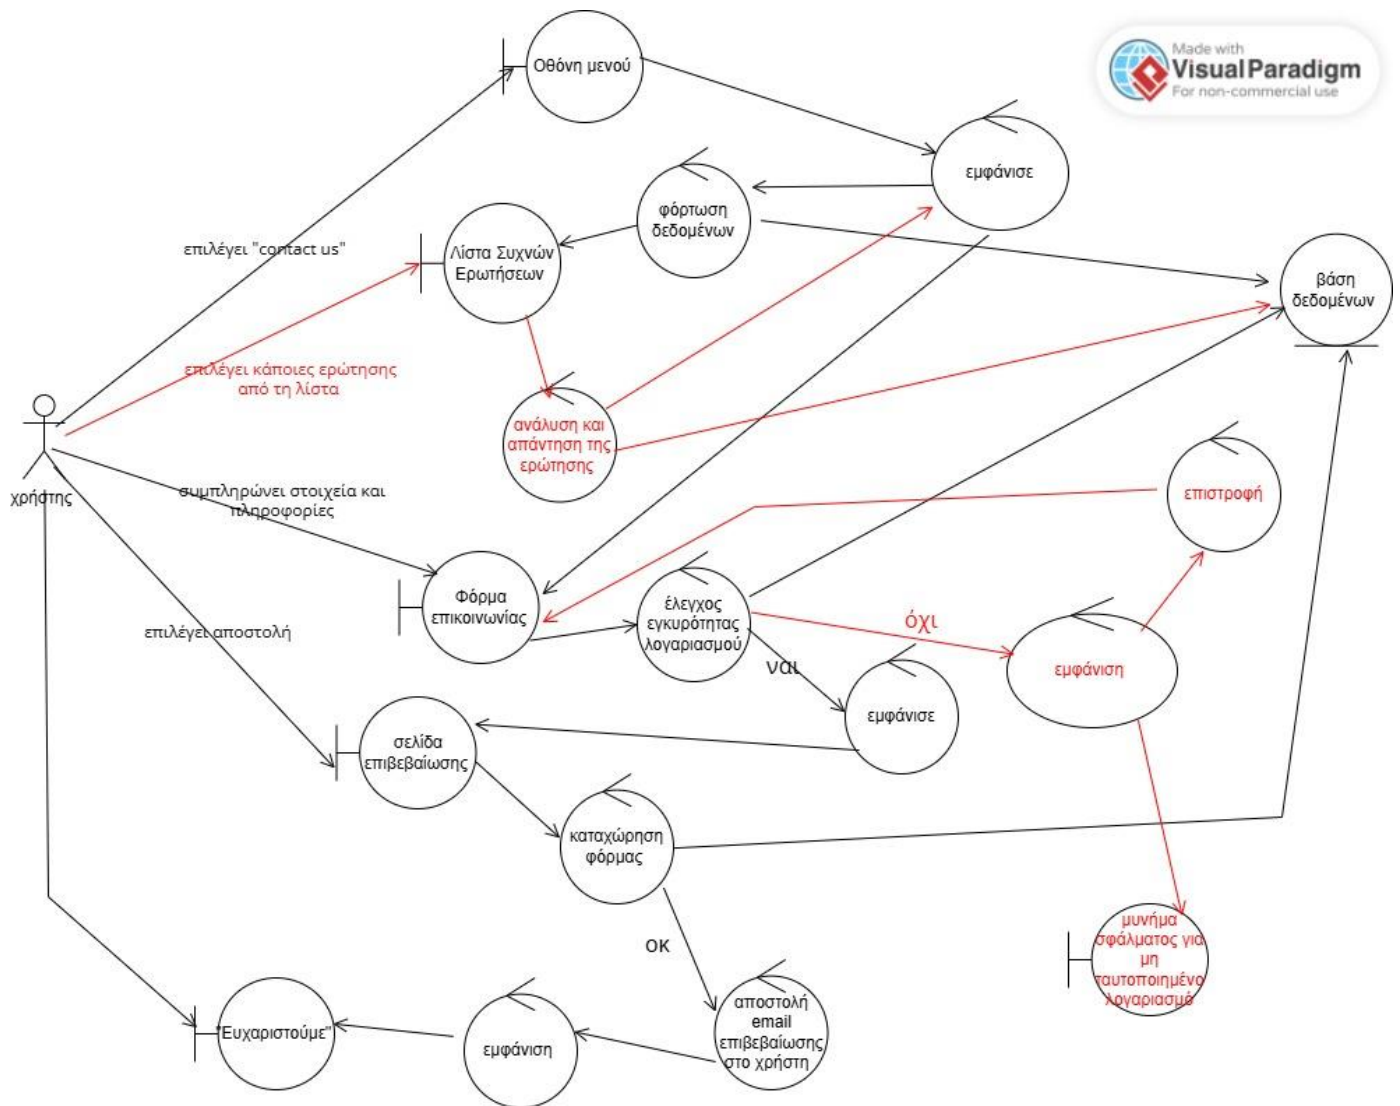 Made with
Visual Paradigm
For non-commercial use
Οθόνη μενού
εμφάνισε
φόρτωση
δεδομένων
επιλέγει "contact us"
Λίστα Συχνών
Ερωτήσεων
βάση
δεδομένων
επιλέγει κάποιες ερώτησης
από τη λίστα
ανάλυση και
απάντηση της
ερώτησης
χρήστης
συμπληρώνει στοιχεία και
πληροφορίες
επιστροφή
Φόρμα
επικοινωνίας
έλεγχος
εγκυρότητας
λογαριασμού
όχι
επιλέγει αποστολή
ναι
εμφάνιση
εμφάνισε
σελίδα
επιβεβαίωσης
καταχώρηση
φόρμας
οκ
μυνήμα
σφάλματος για
μη
ταυτοποιημένο
λογαριασμό
"Ευχαριστούμε"
εμφάνιση
αποστολή
email
επιβεβαίωσης
στο χρήστη